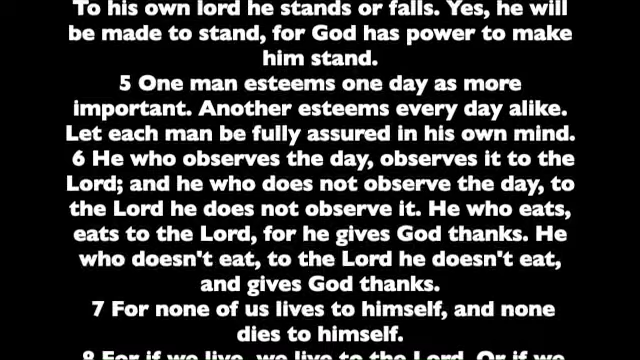 To his own lord he stands or falls. Yes, he will
be made to stand, for God has power to make
him stand.
5 One man esteems one day as more
important. Another esteems every day alike.
Let each man be fully assured in his own mind.
6 He who observes the day, observes it to the
Lord; and he who does not observe the day, to
the Lord he does not observe it. He who eats,
eats to the Lord, for he gives God thanks. He
who doesn't eat, to the Lord he doesn't eat,
and gives God thanks.
7 For none of us lives to himself, and none
dies to himself.
8 For if we live, we live to the Lord. Or if we